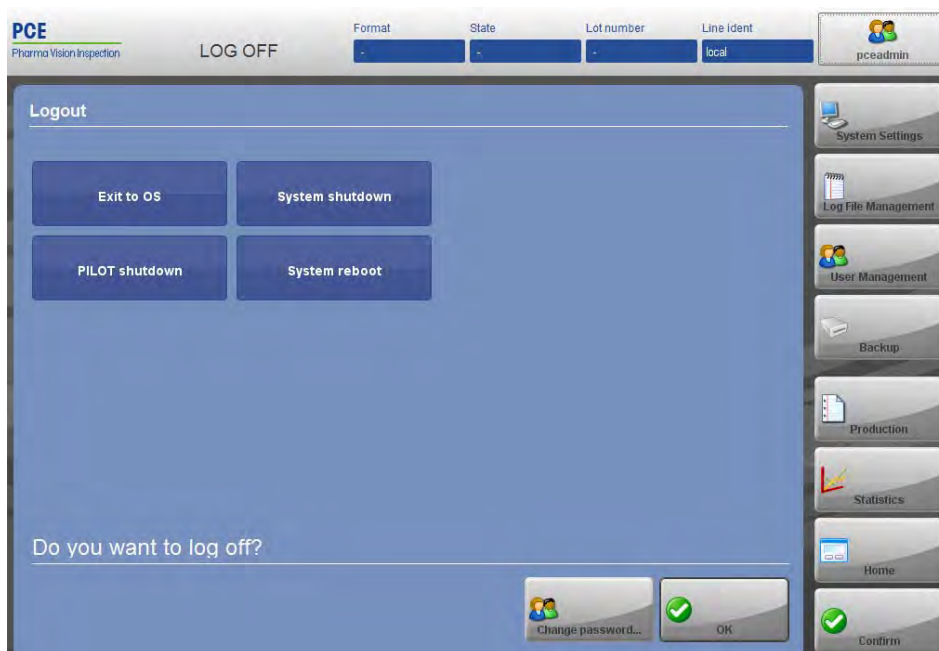 PCE
Pharma Vision Inspection
LOG OFF
Format
State
Lot number
Line ident
-
-
-
local
pceadmin
Logout
Exit to OS
System shutdown
PILOT shutdown
System reboot
System Settings
Log File Management
User Management
Backup
Production
Statistics
Home
Confirm
Do you want to log off?
Change password...
OK